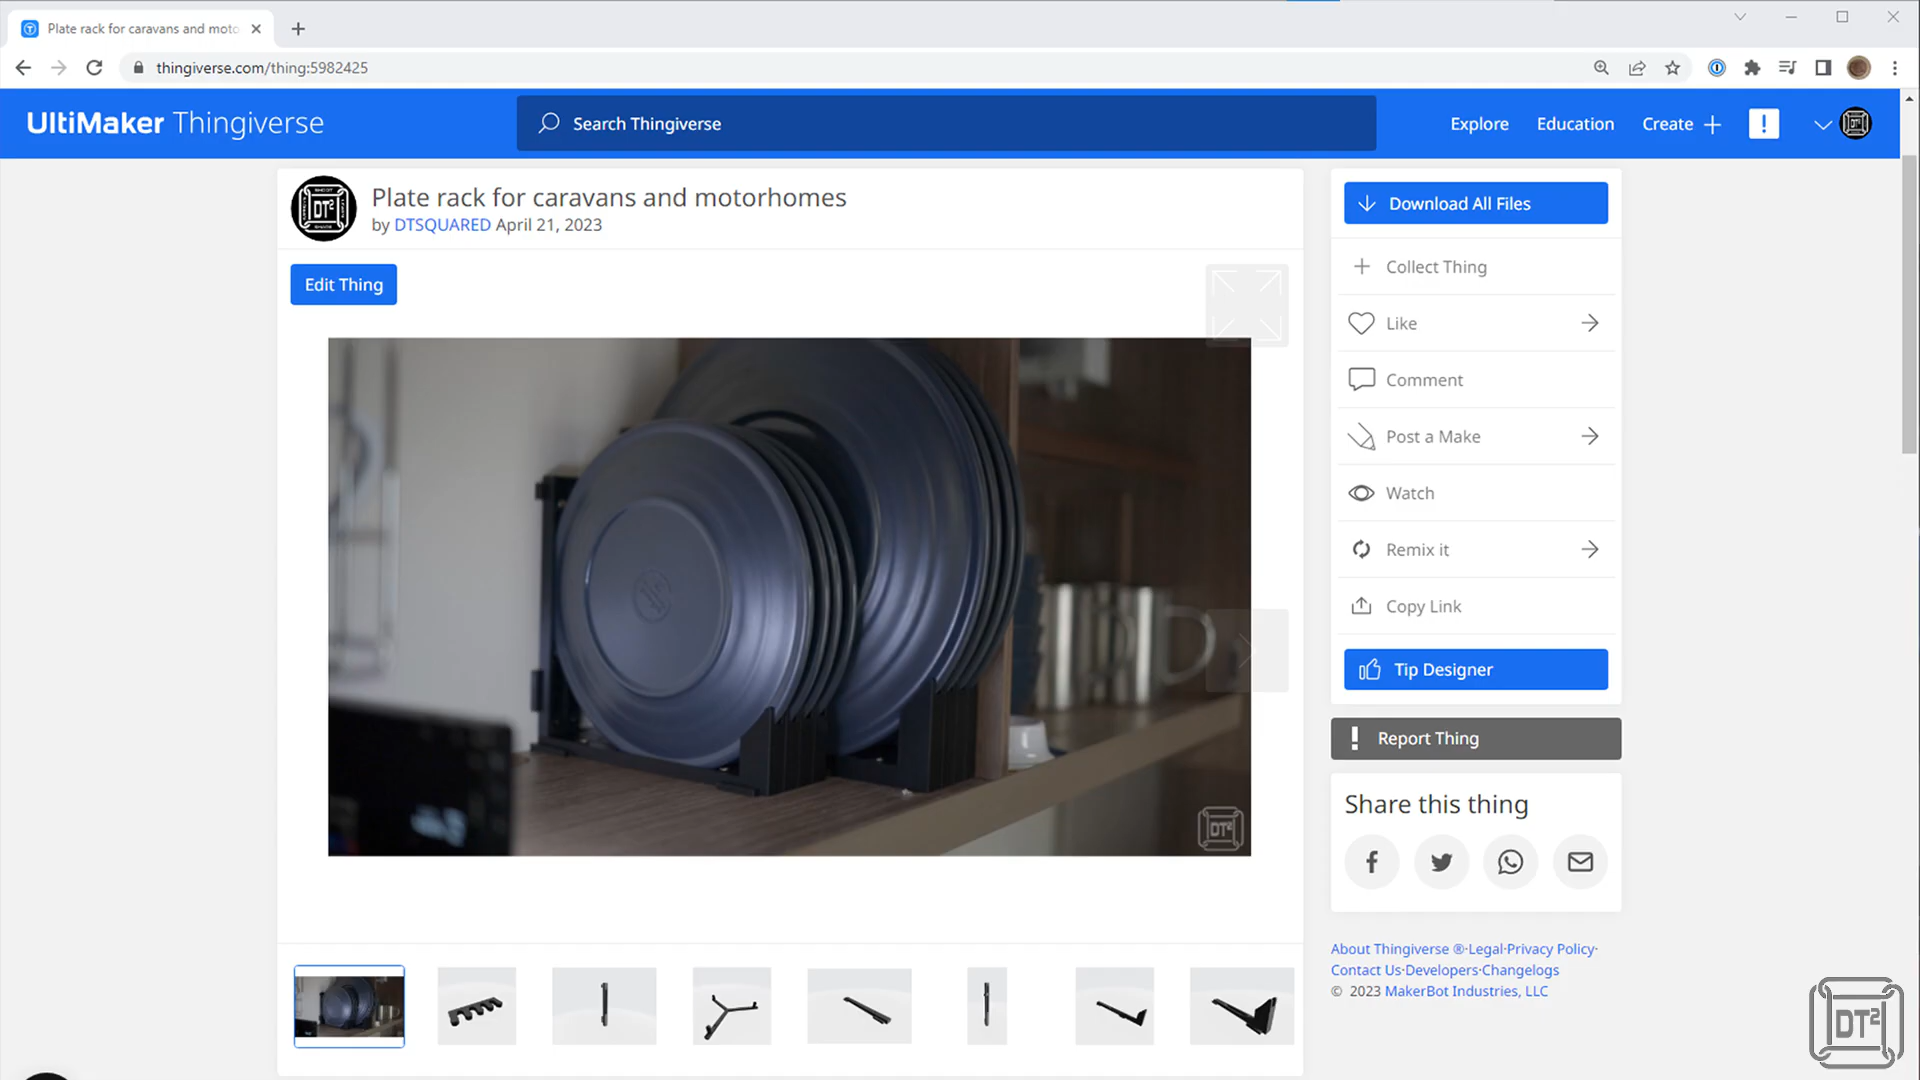 Plate rack for caravans and moto
thingiverse.com/thing:5982425
UltiMaker Thingiverse
Search Thingiverse
Explore
Education
Create
DT2
Plate rack for caravans and motorhomes
by DTSQUARED April 21, 2023
Edit Thing
DT2
Download All Files
Collect Thing
Like
Comment
Post a Make
Watch
Remix it
Copy Link
Tip Designer
Report Thing
Share this thing
About Thingiverse ®·Legal·Privacy Policy·
Contact Us·Developers·Changelogs
© 2023 MakerBot Industries, LLC
DT2